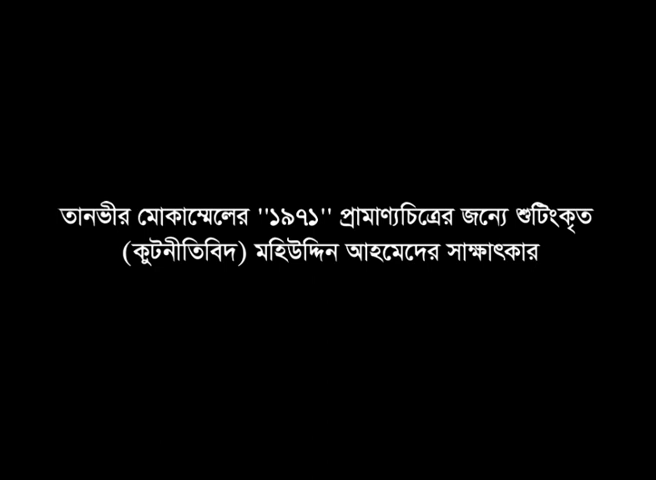 তানভীর মোকাম্মেলের "১৯৭১" প্রামাণ্যচিত্রের জন্যে শুটিংকৃত
(কুটনীতিবিদ) মহিউদ্দিন আহমেদের সাক্ষাৎকার